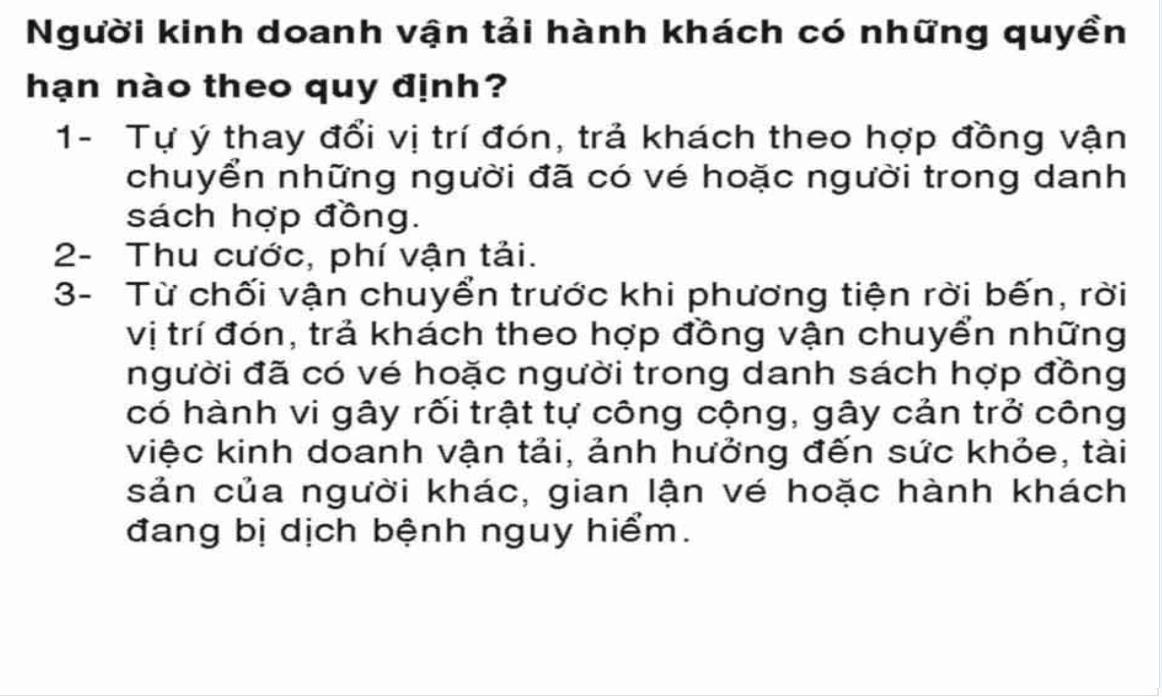 Người kinh doanh vận tải hành khách có những quyền
hạn nào theo quy định?
1- Tự ý thay đổi vị trí đón, trả khách theo hợp đồng vận
chuyển những người đã có vé hoặc người trong danh
sách hợp đồng.
2- Thu cước, phí vận tải.
3- Từ chối vận chuyển trước khi phương tiện rời bến, rời
vị trí đón, trả khách theo hợp đồng vận chuyển những
người đã có vé hoặc người trong danh sách hợp đồng
có hành vi gây rối trật tự công cộng, gây cản trở công
việc kinh doanh vận tải, ảnh hưởng đến sức khỏe, tài
sản của người khác, gian lận vé hoặc hành khách
đang bị dịch bệnh nguy hiểm.